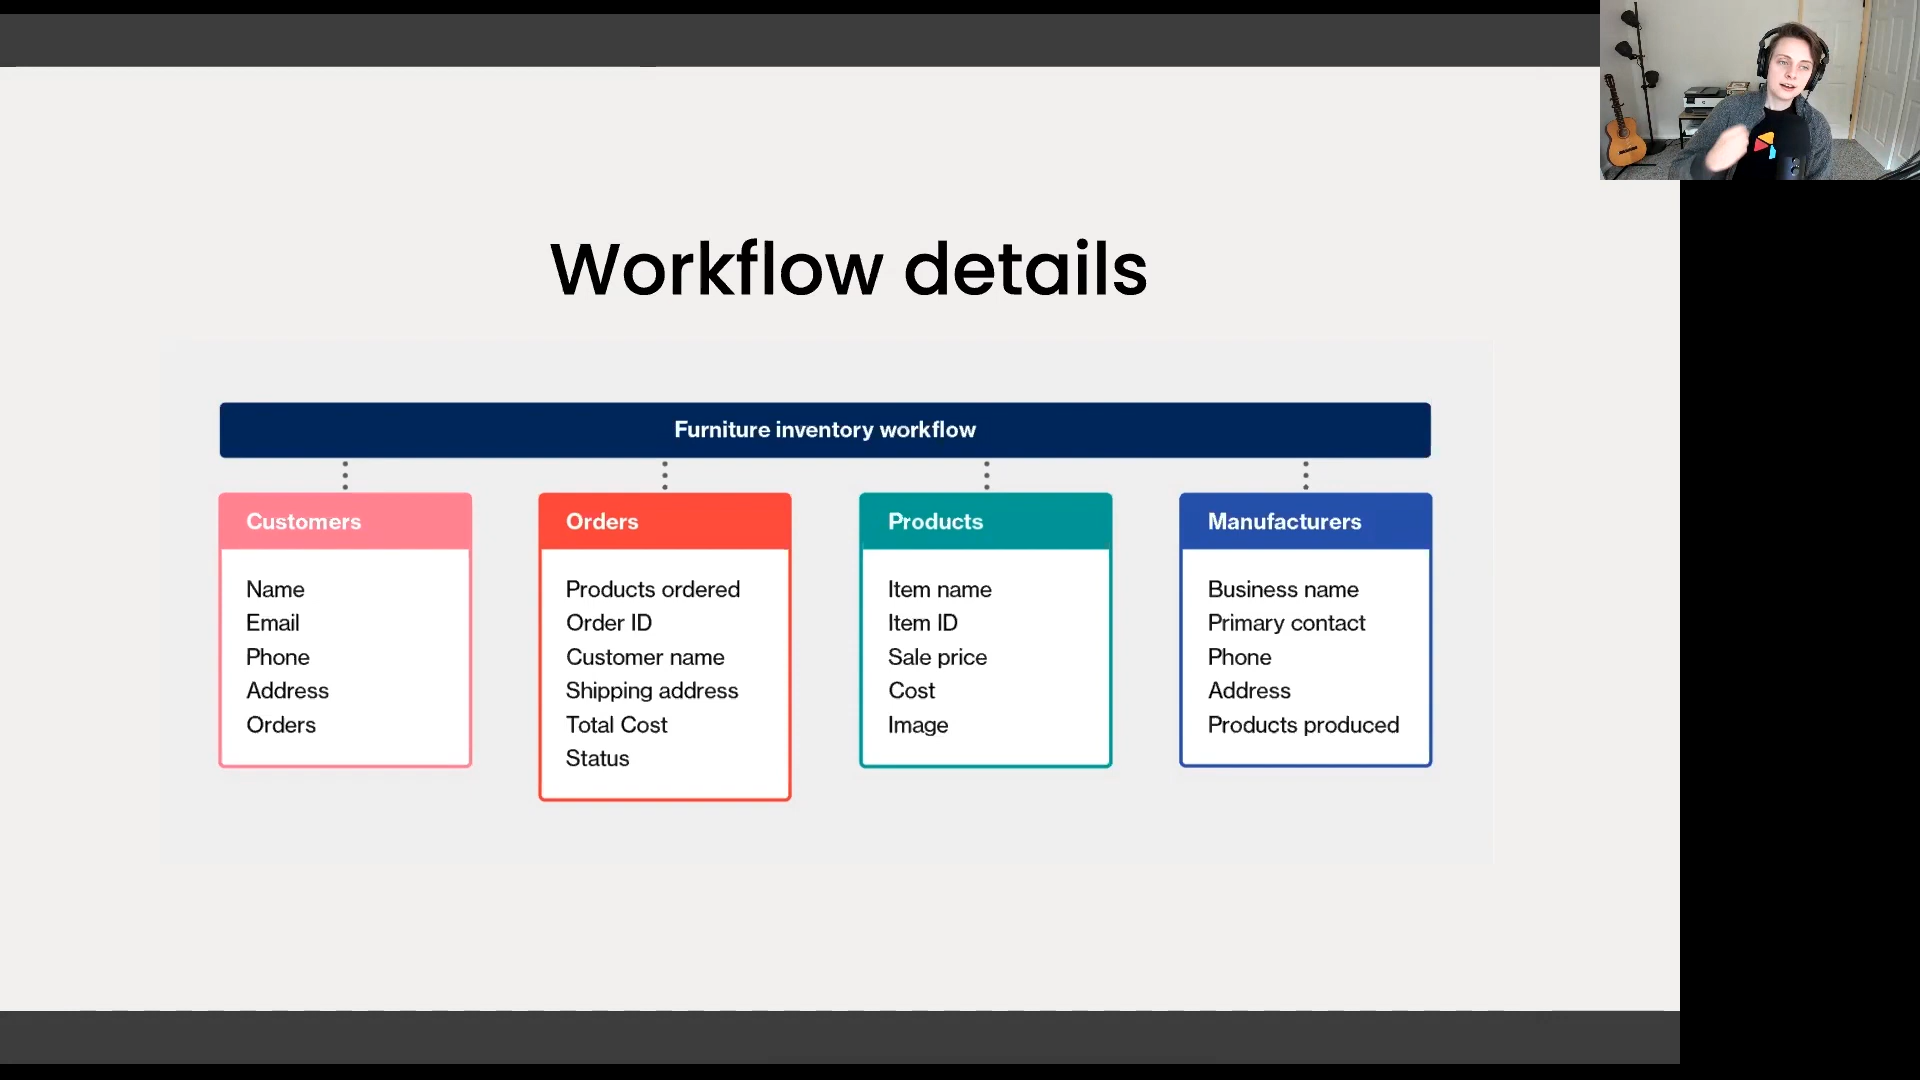 Workflow details
Furniture inventory workflow
Customers
Name
Email
Phone
Address
Orders
Orders
Products ordered
Order ID
Customer name
Shipping address
Total Cost
Status
Products
Item name
Item ID
Sale price
Cost
Image
Manufacturers
Business name
Primary contact
Phone
Address
Products produced